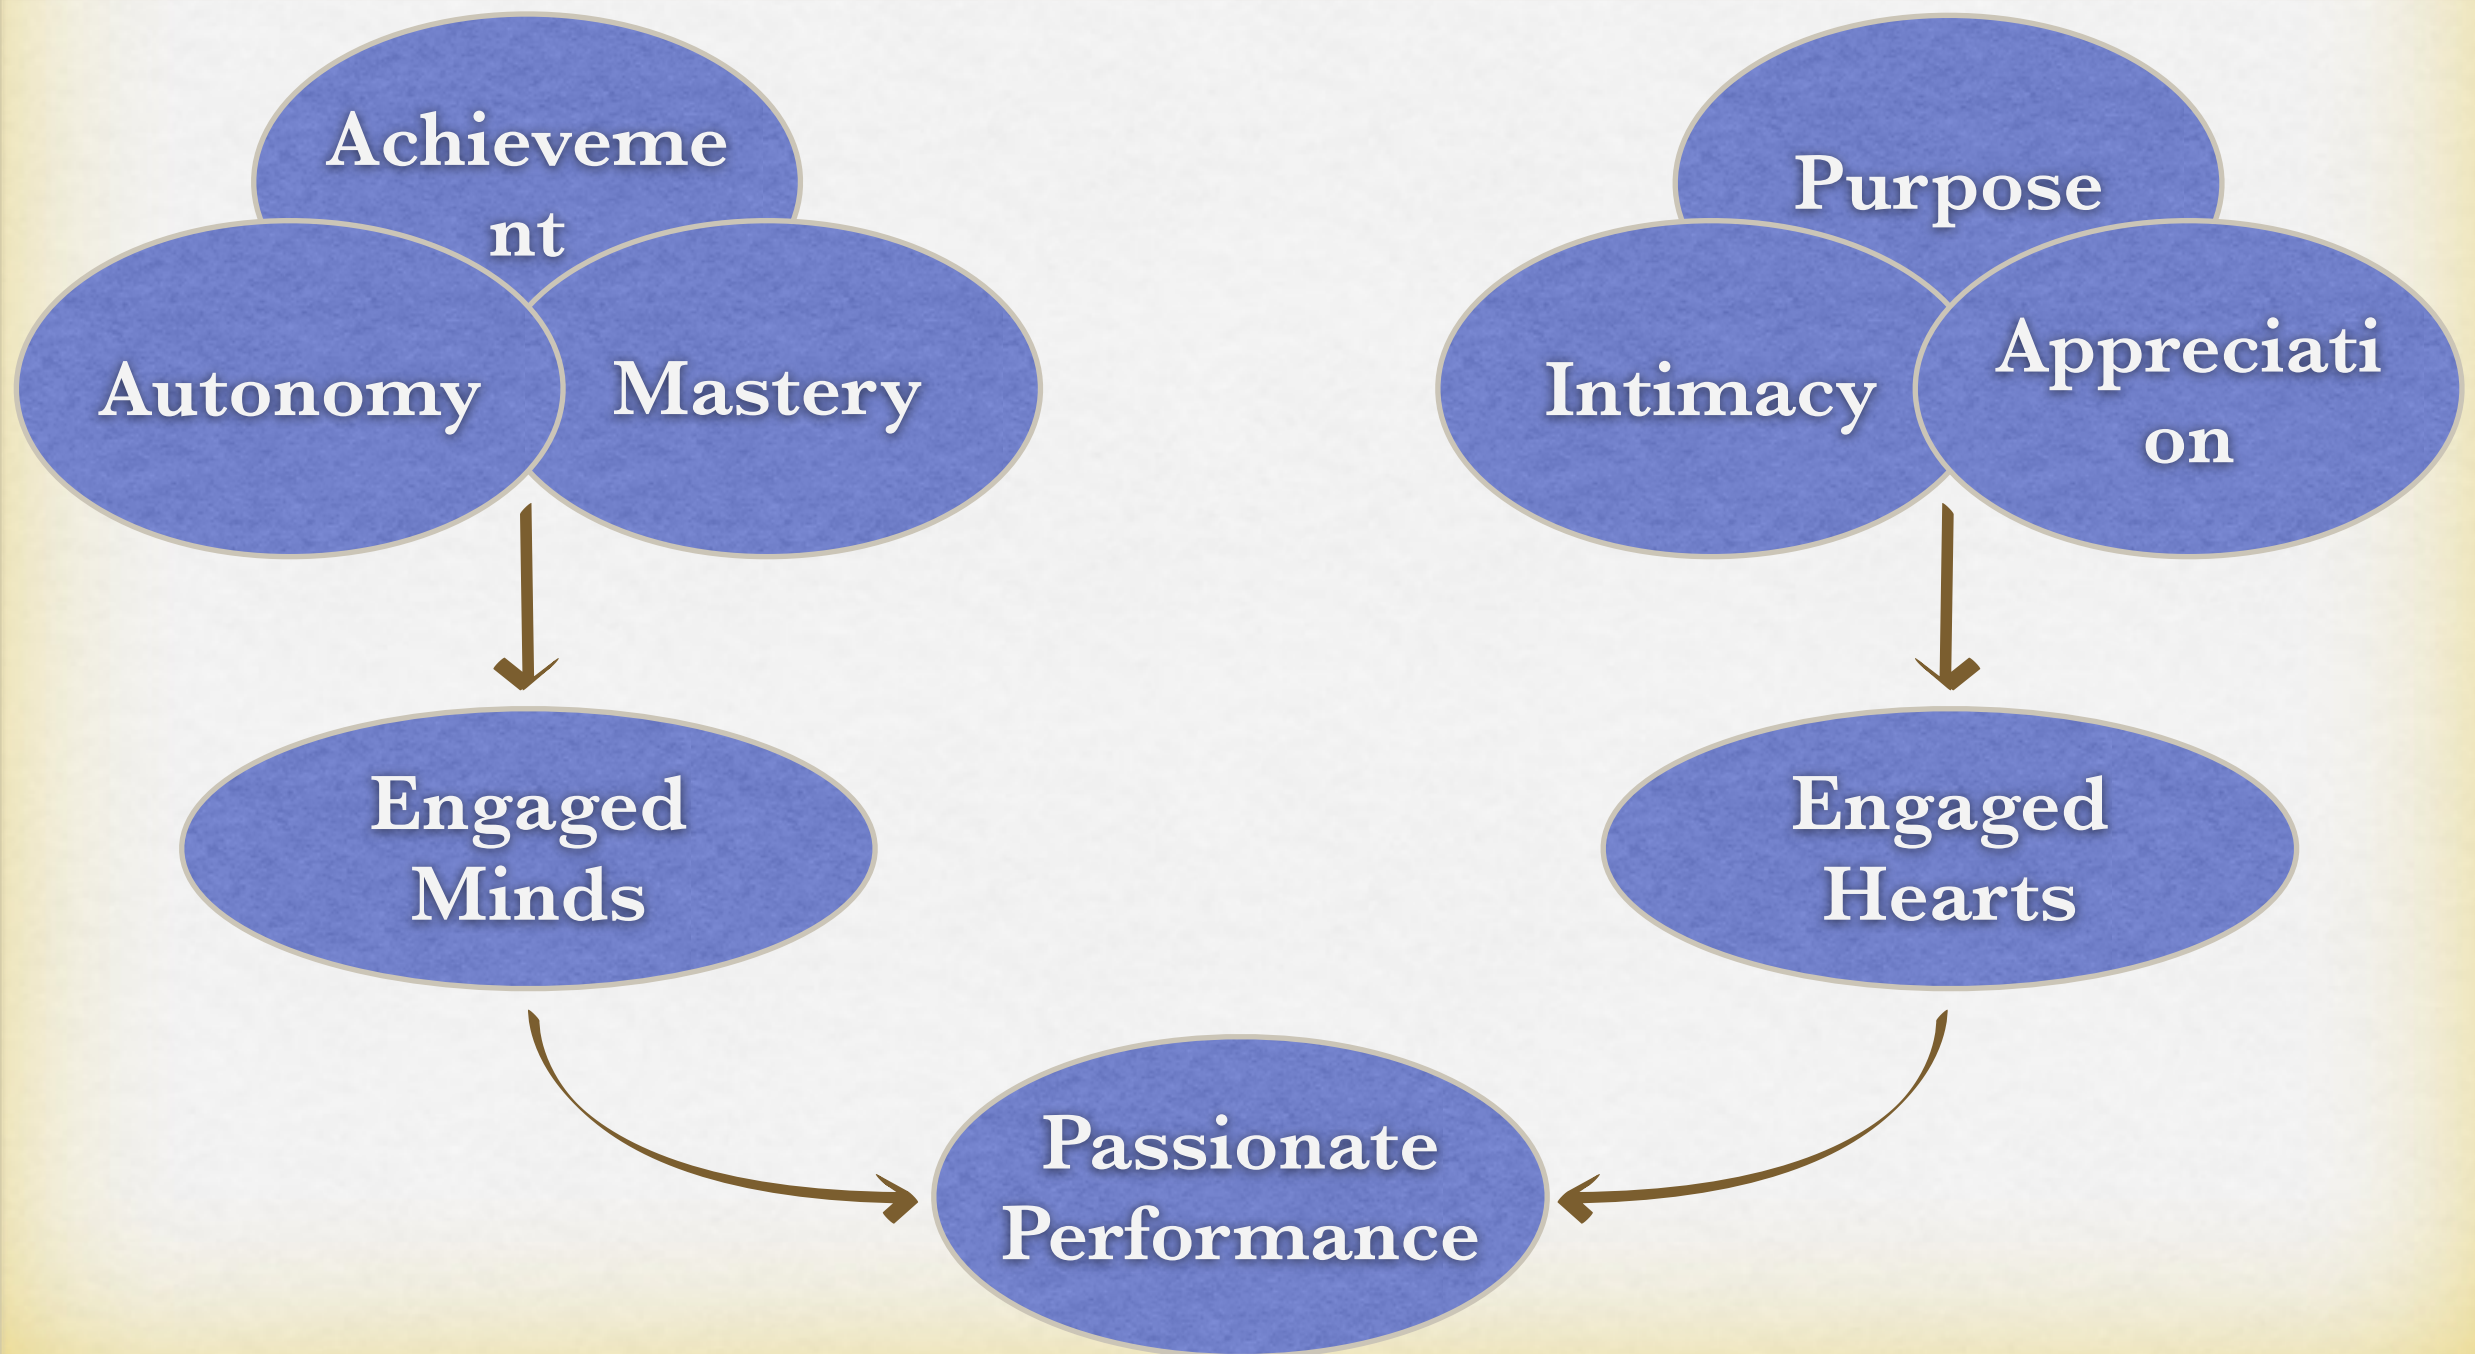 Achieveme
nt
Autonomy
Mastery
Purpose
Intimacy
Appreciati
on
Engaged
Minds
Engaged
Hearts
Passionate
Performance